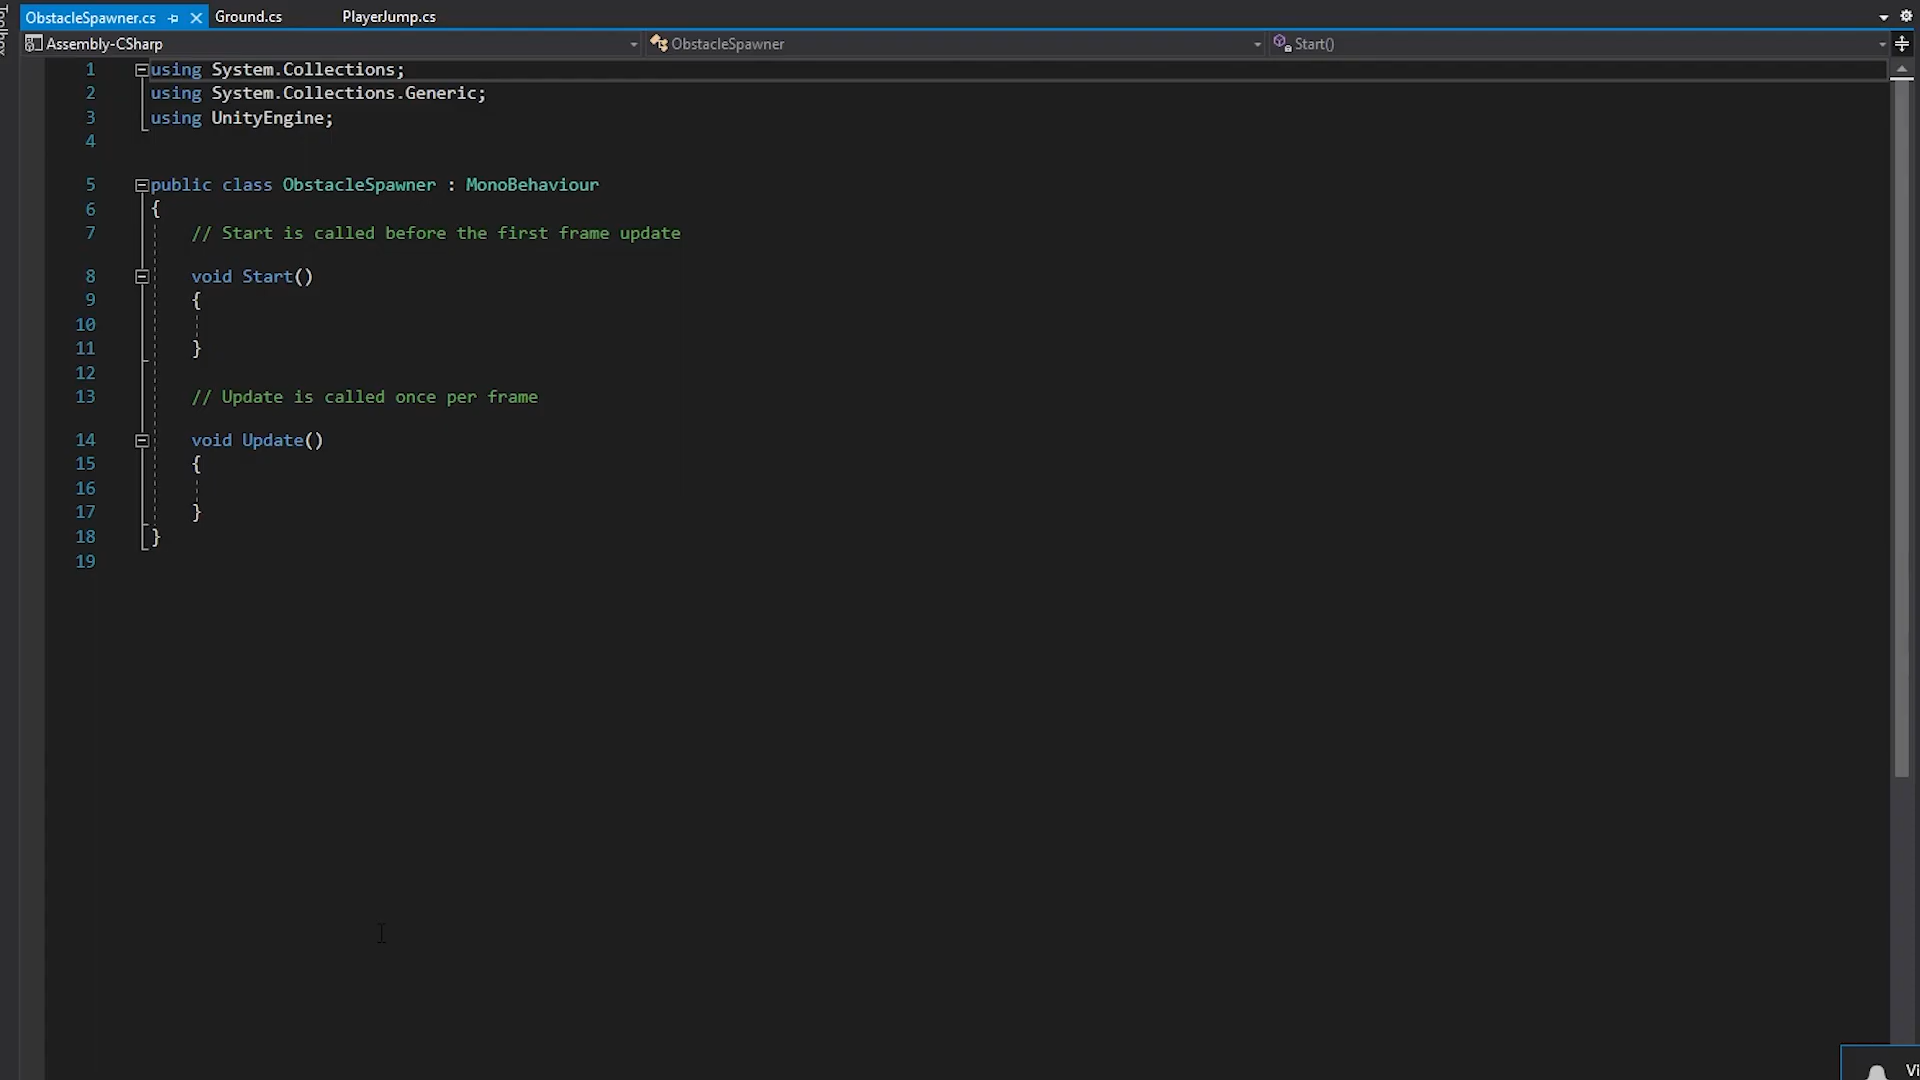 ObstacleSpawner.cs Ground.cs PlayerJump.cs
Toolbox
Assembly-CSharp ObstacleSpawner Start()
1 using System.Collections;
2 using System.Collections.Generic;
3 using UnityEngine;
4
5 public class ObstacleSpawner : MonoBehaviour
6 {
7 // Start is called before the first frame update
8 void Start()
9 {
10
11 }
12
13 // Update is called once per frame
14 void Update()
15 {
16
17 }
18 }
19